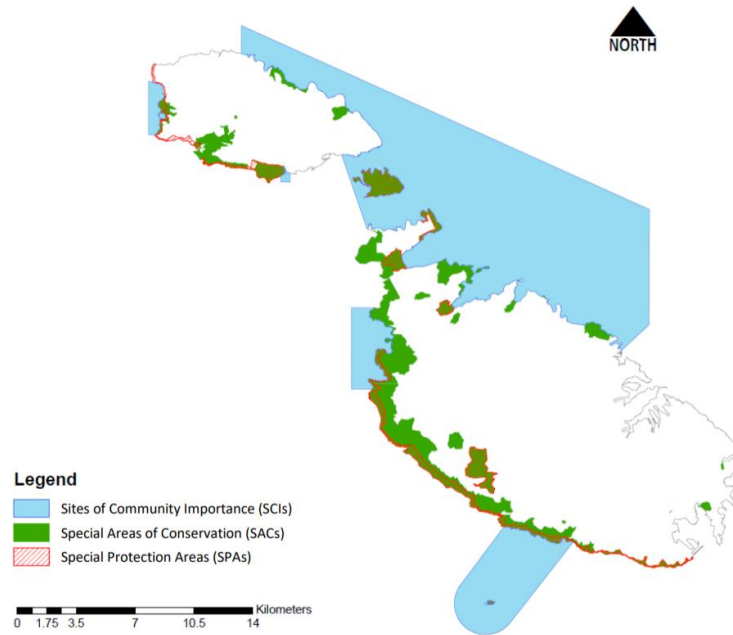 NORTH
Legend
Sites of Community Importance (SCIs)
Special Areas of Conservation (SACs)
Special Protection Areas (SPAs)
Kilometers
0 1.75 3.5 7 10.5 14